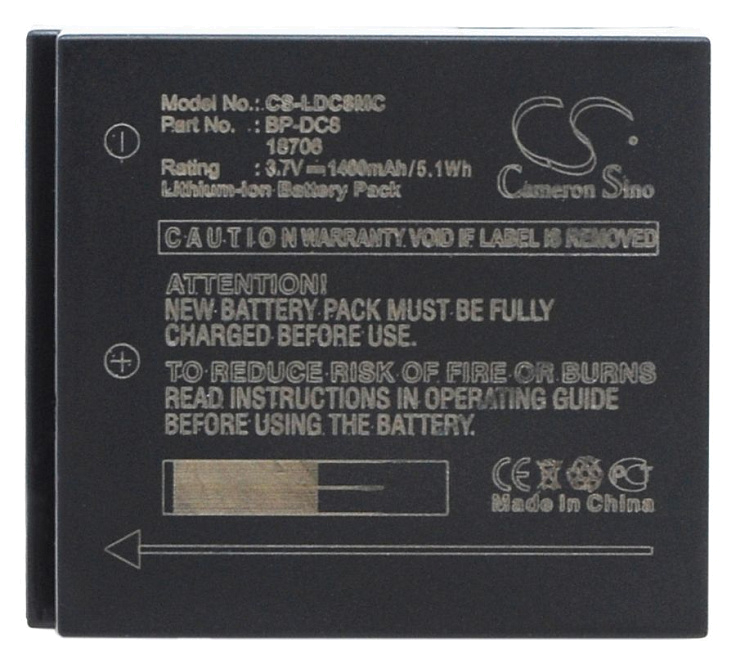 Model No.: CS-LDC8MC
Part No. : BP-DC8
18706
Rating : 3.7V⎓1400mAh/5.1Wh
Lithium-ion Battery Pack
CS
Cameron Sino
CAUTION WARRANTY VOID IF LABEL IS REMOVED
ATTENTION!
NEW BATTERY PACK MUST BE FULLY
CHARGED BEFORE USE.
TO REDUCE RISK OF FIRE OR BURNS
READ INSTRUCTIONS IN OPERATING GUIDE
BEFORE USING THE BATTERY.
CE
Made in China